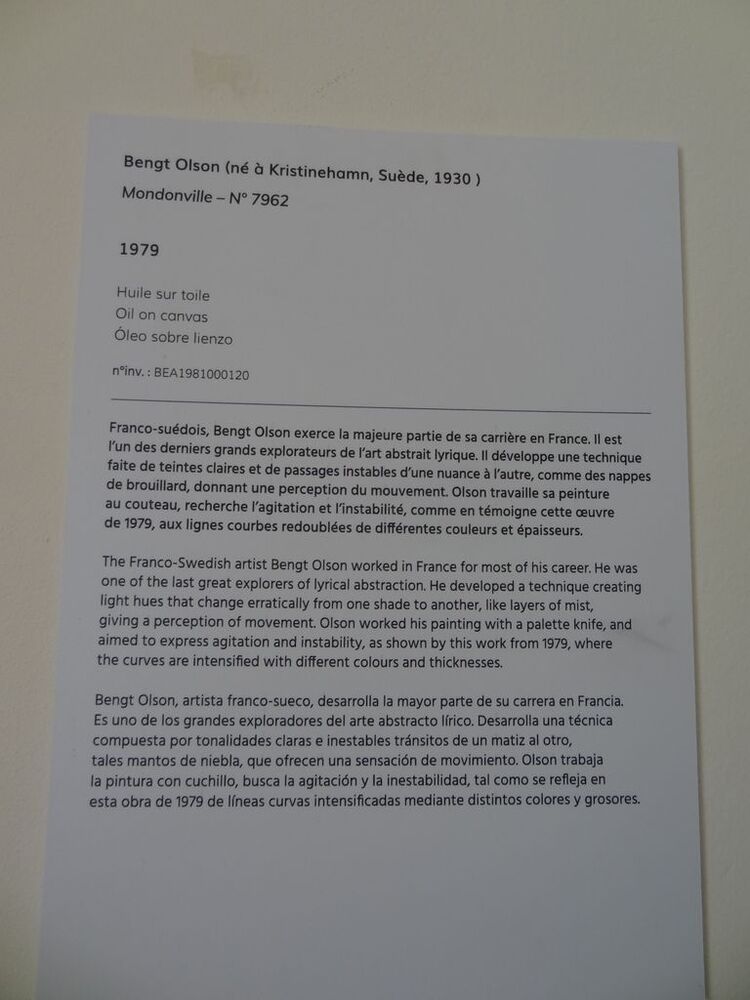 Bengt Olson (né à Kristinehamn, Suède, 1930 )
Mondonville – N° 7962
1979
Huile sur toile
Oil on canvas
Óleo sobre lienzo
n°inv. : BEA1981000120
Franco-suédois, Bengt Olson exerce la majeure partie de sa carrière en France. Il est
l'un des derniers grands explorateurs de l'art abstrait lyrique. Il développe une technique
faite de teintes claires et de passages instables d'une nuance à l'autre, comme des nappes
de brouillard, donnant une perception du mouvement. Olson travaille sa peinture
au couteau, recherche l'agitation et l'instabilité, comme en témoigne cette œuvre
de 1979, aux lignes courbes redoublées de différentes couleurs et épaisseurs.
The Franco-Swedish artist Bengt Olson worked in France for most of his career. He was
one of the last great explorers of lyrical abstraction. He developed a technique creating
light hues that change erratically from one shade to another, like layers of mist,
giving a perception of movement. Olson worked his painting with a palette knife, and
aimed to express agitation and instability, as shown by this work from 1979, where
the curves are intensified with different colours and thicknesses.
Bengt Olson, artista franco-sueco, desarrolla la mayor parte de su carrera en Francia.
Es uno de los grandes exploradores del arte abstracto lírico. Desarrolla una técnica
compuesta por tonalidades claras e inestables tránsitos de un matiz al otro,
tales mantos de niebla, que ofrecen una sensación de movimiento. Olson trabaja
la pintura con cuchillo, busca la agitación y la inestabilidad, tal como se refleja en
esta obra de 1979 de líneas curvas intensificadas mediante distintos colores y grosores.